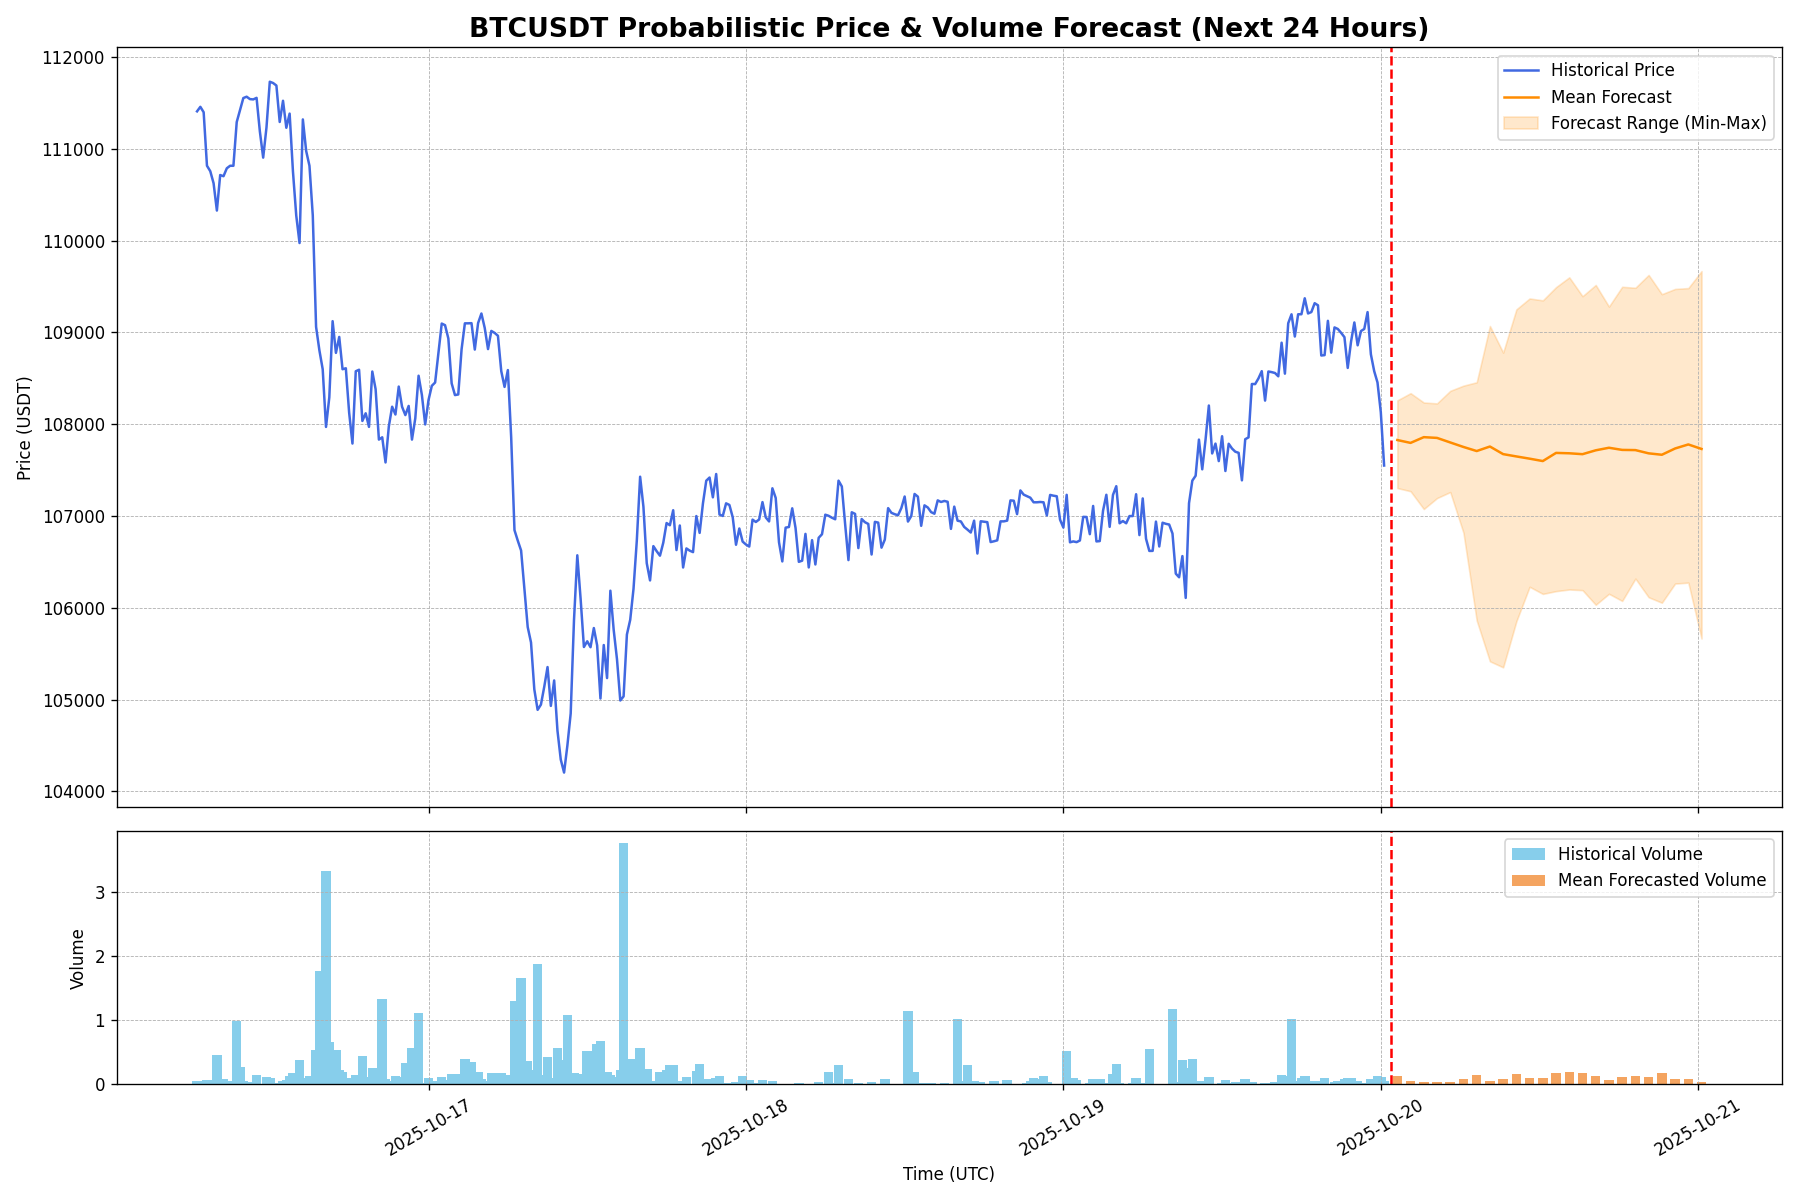 BTCUSDT Probabilistic Price & Volume Forecast (Next 24 Hours)
Price (USDT)
112000
111000
110000
109000
108000
107000
106000
105000
104000
Historical Price
Mean Forecast
Forecast Range (Min-Max)
Volume
3
2
1
0
Historical Volume
Mean Forecasted Volume
2025-10-17
2025-10-18
2025-10-19
2025-10-20
2025-10-21
Time (UTC)